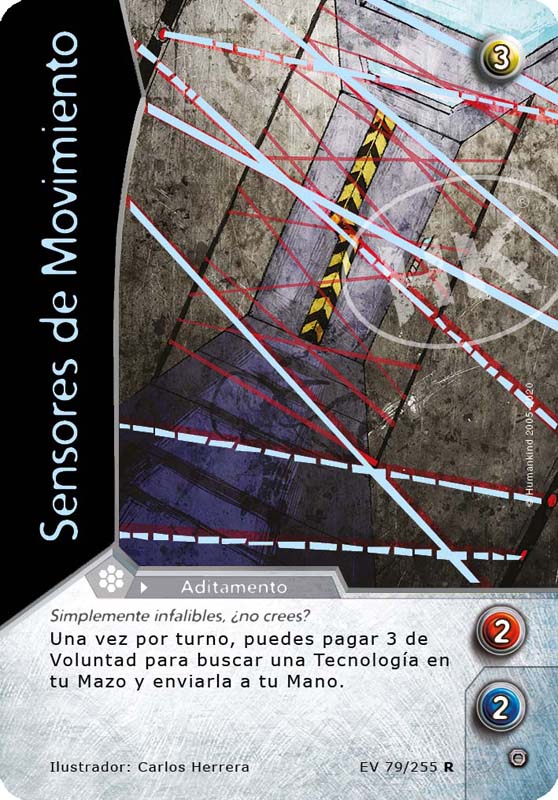 Sensores de Movimiento
3
HK
®
© Humankind 2005-2020
Aditamento
Simplemente infalibles, ¿no crees?
Una vez por turno, puedes pagar 3 de
Voluntad para buscar una Tecnología en
tu Mazo y enviarla a tu Mano.
2
2
Ilustrador: Carlos Herrera
EV 79/255 R